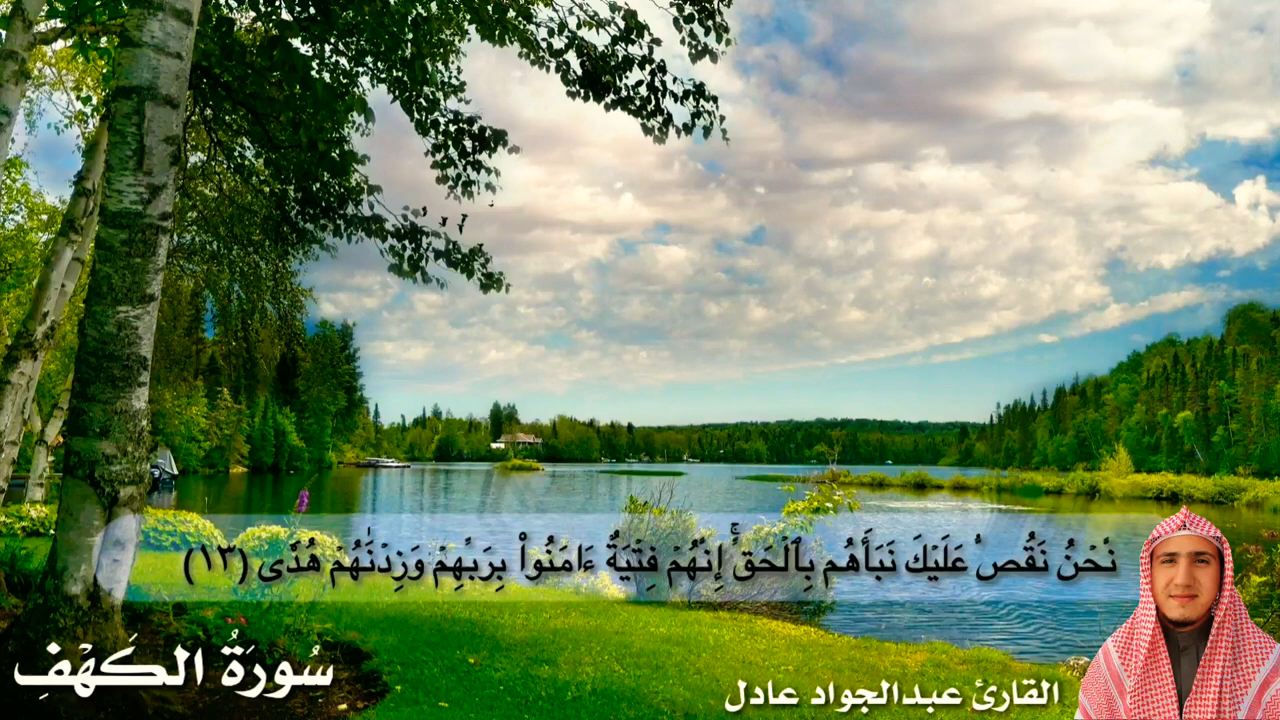 نَّحْنُ نَقُصُّ عَلَيْكَ نَبَأَهُم بِٱلْحَقِّ ۚ إِنَّهُمْ فِتْيَةٌ ءَامَنُوا۟ بِرَبِّهِمْ وَزِدْنَٰهُمْ هُدًى (١٣)
سُورَةُ الكَهْفِ
القارئ عبدالجواد عادل